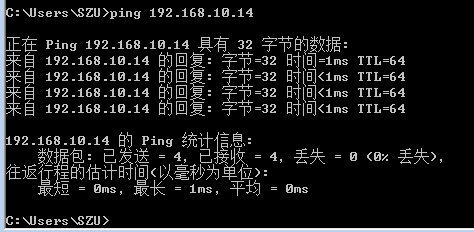 C:\Users\SZU>ping 192.168.10.14
正在 Ping 192.168.10.14 具有 32 字节的数据:
来自 192.168.10.14 的回复: 字节=32 时间=1ms TTL=64
来自 192.168.10.14 的回复: 字节=32 时间<1ms TTL=64
来自 192.168.10.14 的回复: 字节=32 时间<1ms TTL=64
来自 192.168.10.14 的回复: 字节=32 时间<1ms TTL=64
192.168.10.14 的 Ping 统计信息:
数据包: 已发送 = 4, 已接收 = 4, 丢失 = 0 (0% 丢失),
往返行程的估计时间(以毫秒为单位):
最短 = 0ms, 最长 = 1ms, 平均 = 0ms
C:\Users\SZU>